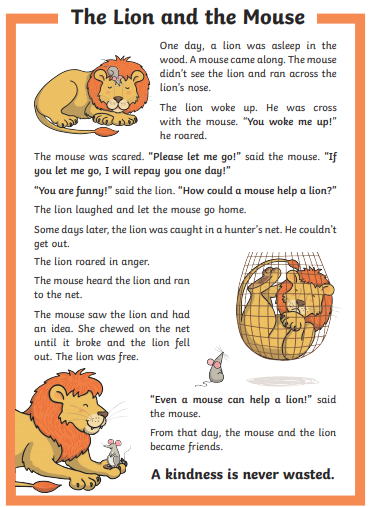 The Lion and the Mouse
One day, a lion was asleep in the
wood. A mouse came along. The mouse
didn't see the lion and ran across the
lion's nose.
The lion woke up. He was cross
with the mouse. “You woke me up!”
he roared.
The mouse was scared. “Please let me go!” said the mouse. “If
you let me go, I will repay you one day!”
“You are funny!” said the lion. “How could a mouse help a lion?”
The lion laughed and let the mouse go home.
Some days later, the lion was caught in a hunter's net. He couldn't
get out.
The lion roared in anger.
The mouse heard the lion and ran
to the net.
The mouse saw the lion and had
an idea. She chewed on the net
until it broke and the lion fell
out. The lion was free.
“Even a mouse can help a lion!” said
the mouse.
From that day, the mouse and the lion
became friends.
A kindness is never wasted.